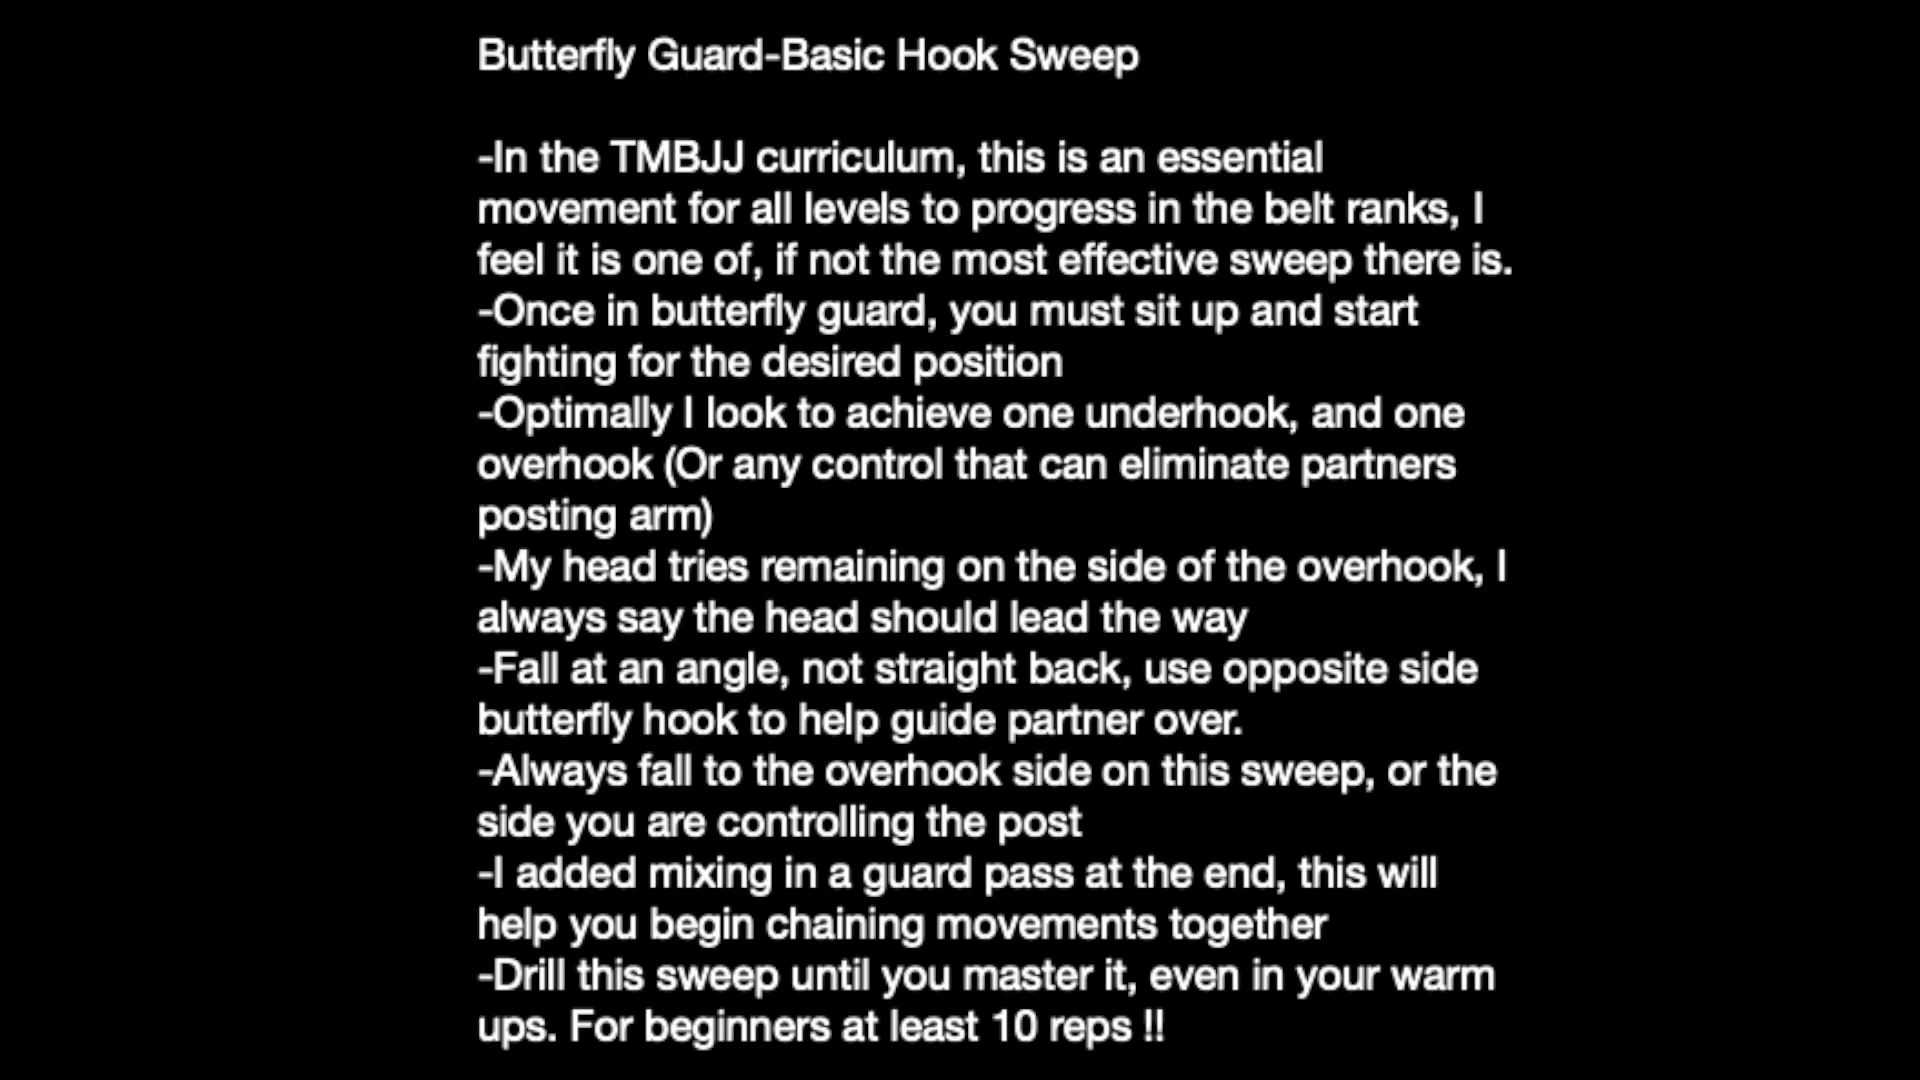 Butterfly Guard-Basic Hook Sweep
-In the TMBJJ curriculum, this is an essential
movement for all levels to progress in the belt ranks, I
feel it is one of, if not the most effective sweep there is.
-Once in butterfly guard, you must sit up and start
fighting for the desired position
-Optimally I look to achieve one underhook, and one
overhook (Or any control that can eliminate partners
posting arm)
-My head tries remaining on the side of the overhook, I
always say the head should lead the way
-Fall at an angle, not straight back, use opposite side
butterfly hook to help guide partner over.
-Always fall to the overhook side on this sweep, or the
side you are controlling the post
-I added mixing in a guard pass at the end, this will
help you begin chaining movements together
-Drill this sweep until you master it, even in your warm
ups. For beginners at least 10 reps !!